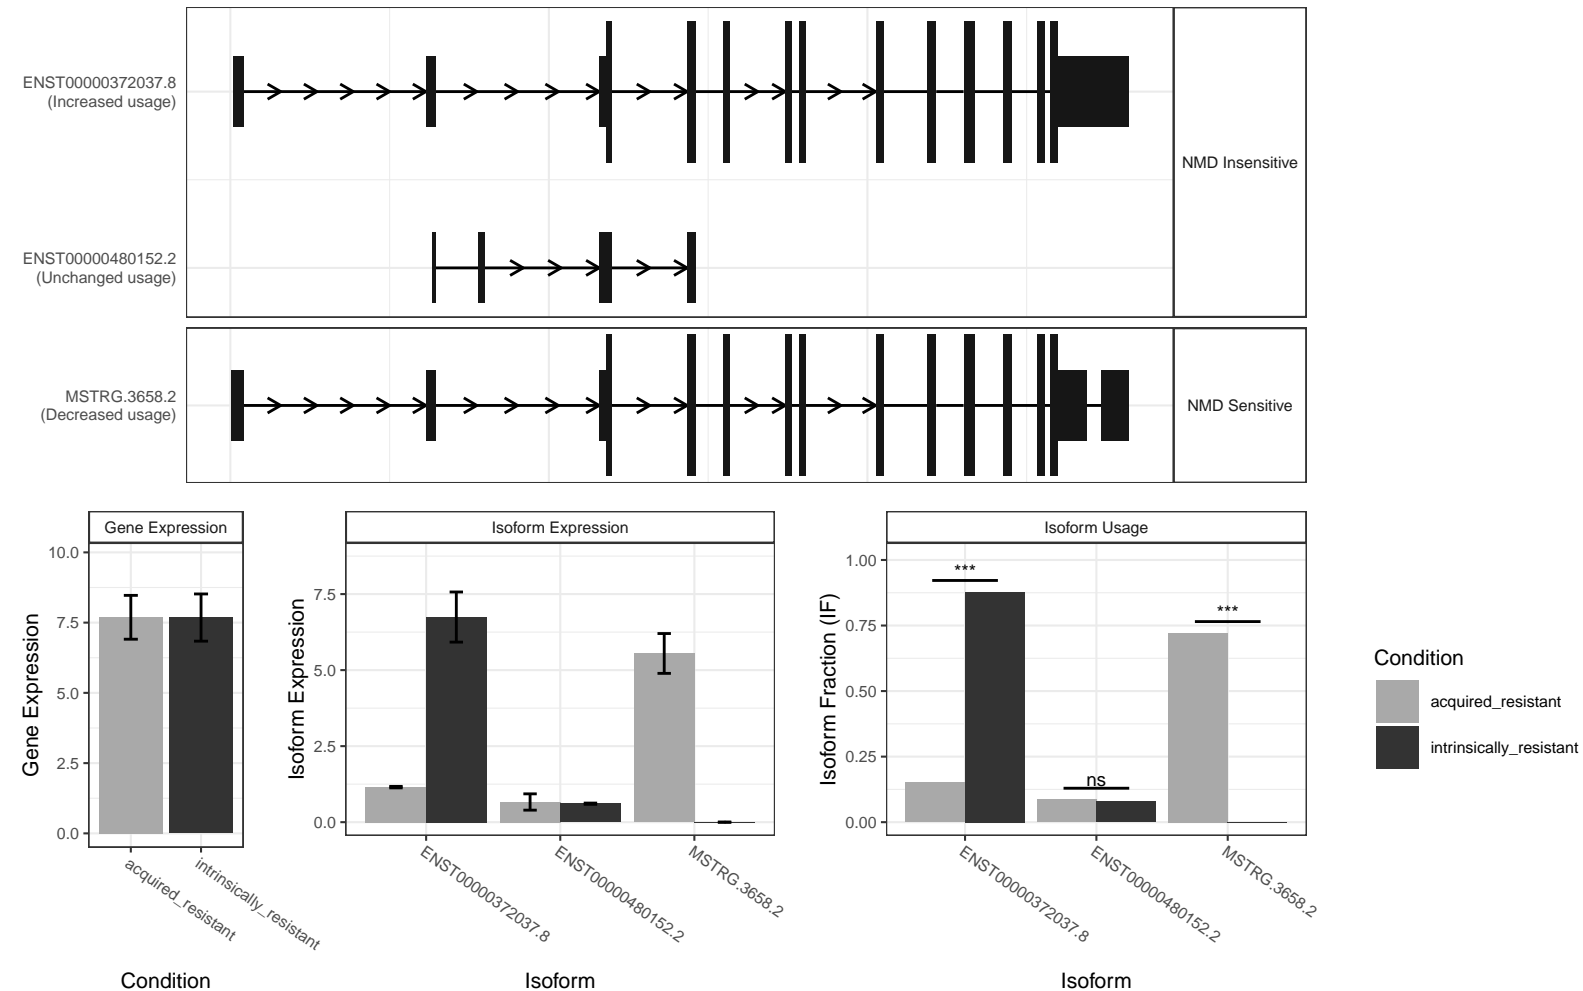 ENST00000372037.8
(Increased usage)
NMD Insensitive
ENST00000480152.2
(Unchanged usage)
MSTRG.3658.2
(Decreased usage)
NMD Sensitive
Gene Expression
Gene Expression
10.0
7.5
5.0
2.5
0.0
acquired_resistant
intrinsically_resistant
Condition
Isoform Expression
Isoform Expression
7.5
5.0
2.5
0.0
ENST00000372037.8
ENST00000480152.2
MSTRG.3658.2
Isoform
Isoform Usage
Isoform Fraction (IF)
1.00
0.75
0.50
0.25
0.00
***
ns
***
ENST00000372037.8
ENST00000480152.2
MSTRG.3658.2
Isoform
Condition
acquired_resistant
intrinsically_resistant